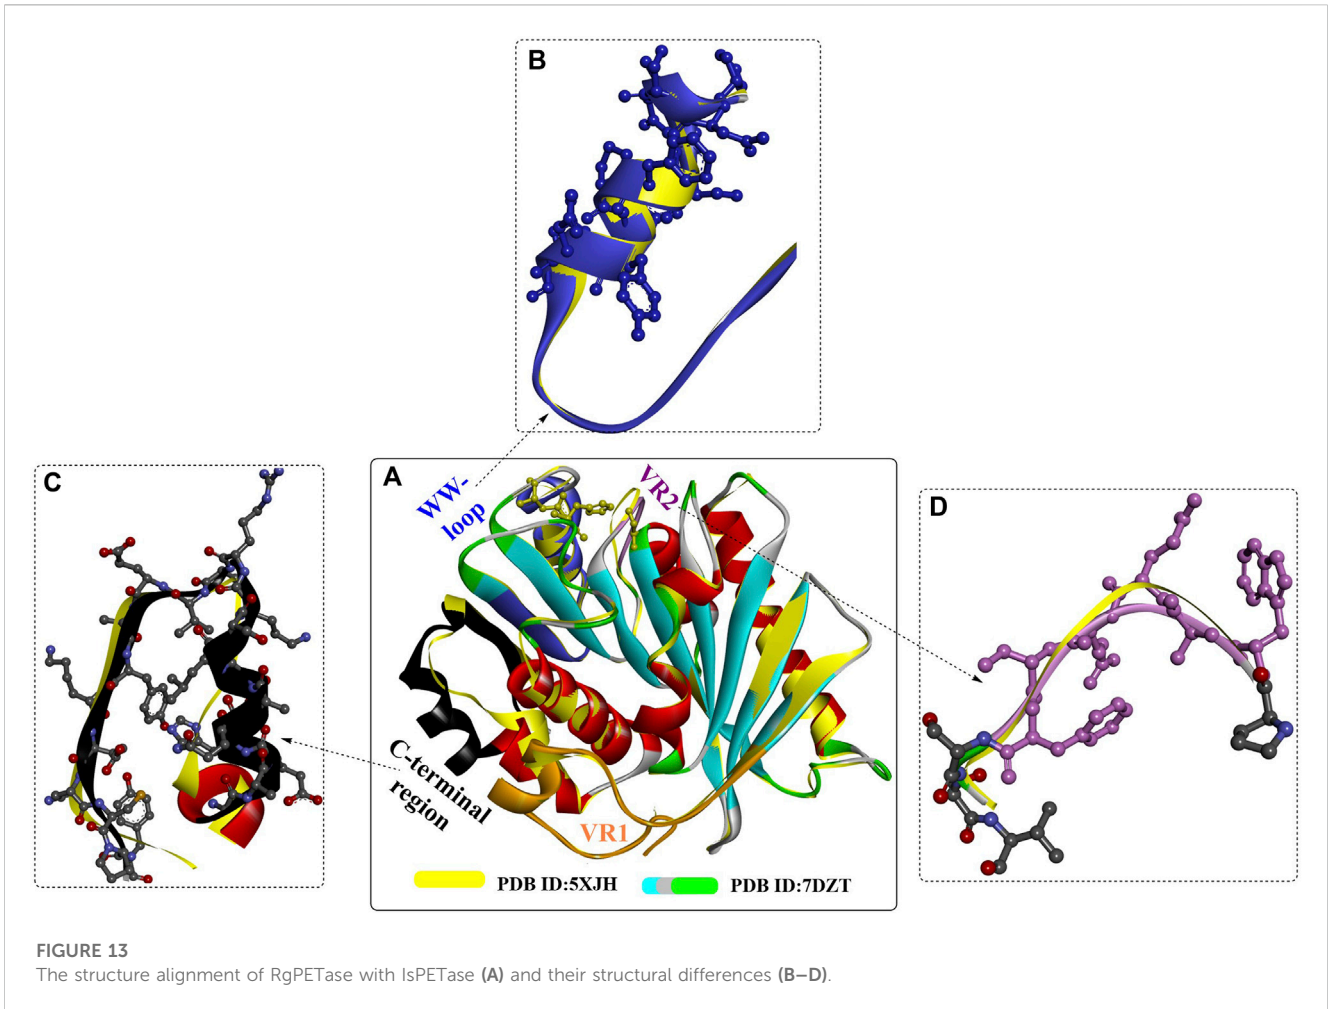 B
C
A
WW-
loop
VR2
D
C-terminal
region
VR1
PDB ID:5XJH
PDB ID:7DZT
FIGURE 13
The structure alignment of RgPETase with IsPETase (A) and their structural differences (B–D).